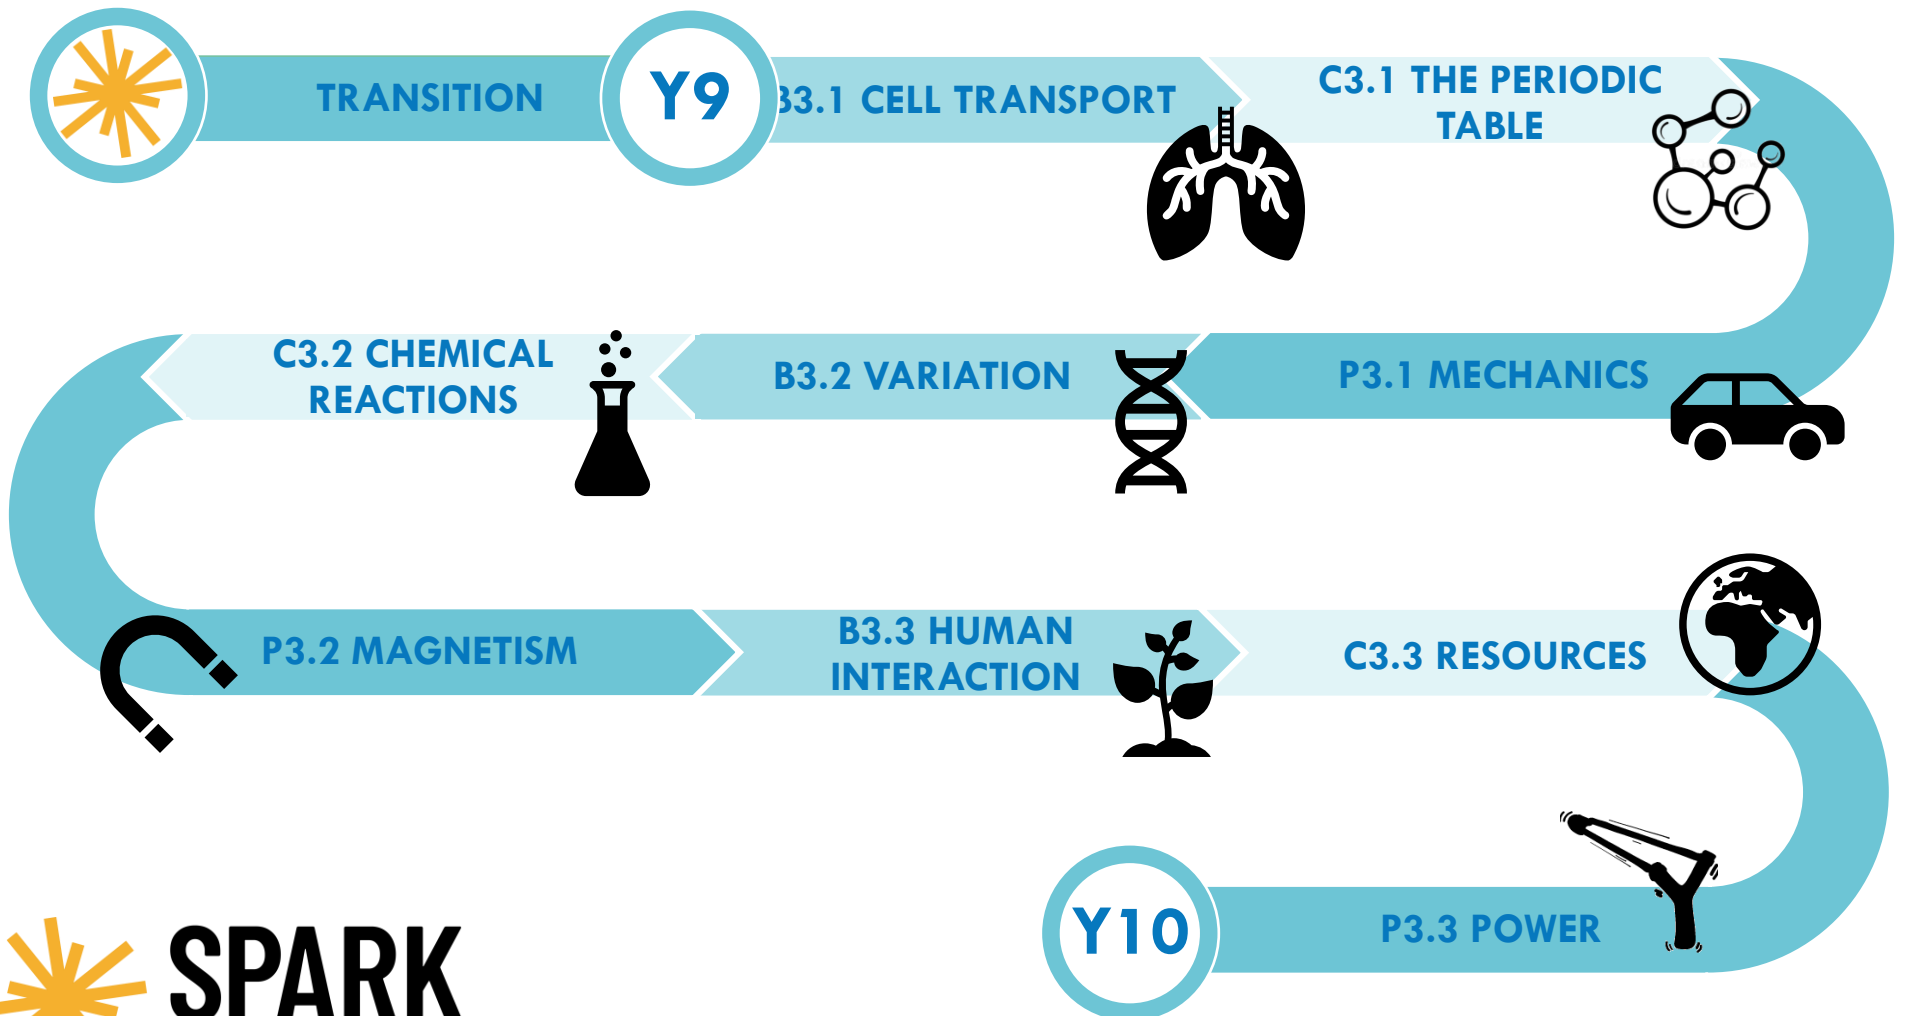 TRANSITION
Y9
B3.1 CELL TRANSPORT
C3.1 THE PERIODIC
TABLE
P3.1 MECHANICS
B3.2 VARIATION
C3.2 CHEMICAL
REACTIONS
P3.2 MAGNETISM
B3.3 HUMAN
INTERACTION
C3.3 RESOURCES
P3.3 POWER
Y10
SPARK